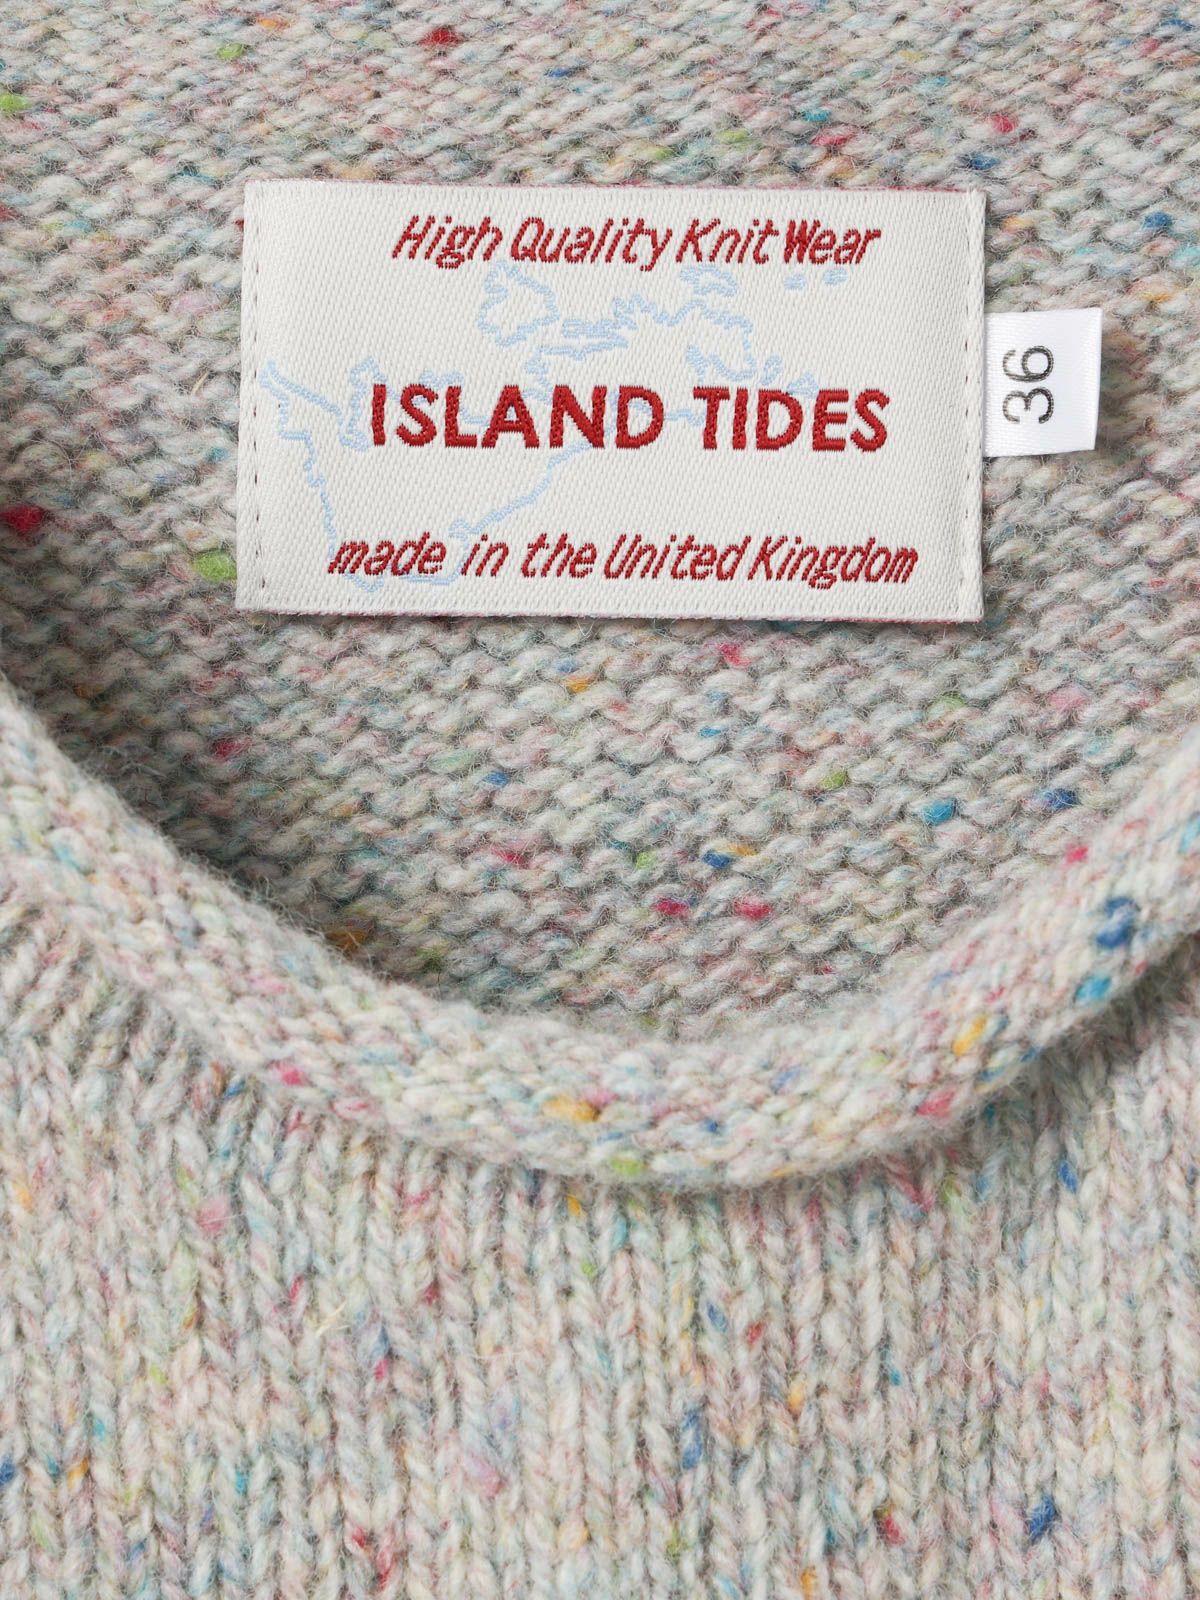 High Quality Knit Wear
ISLAND TIDES
made in the United Kingdom
36